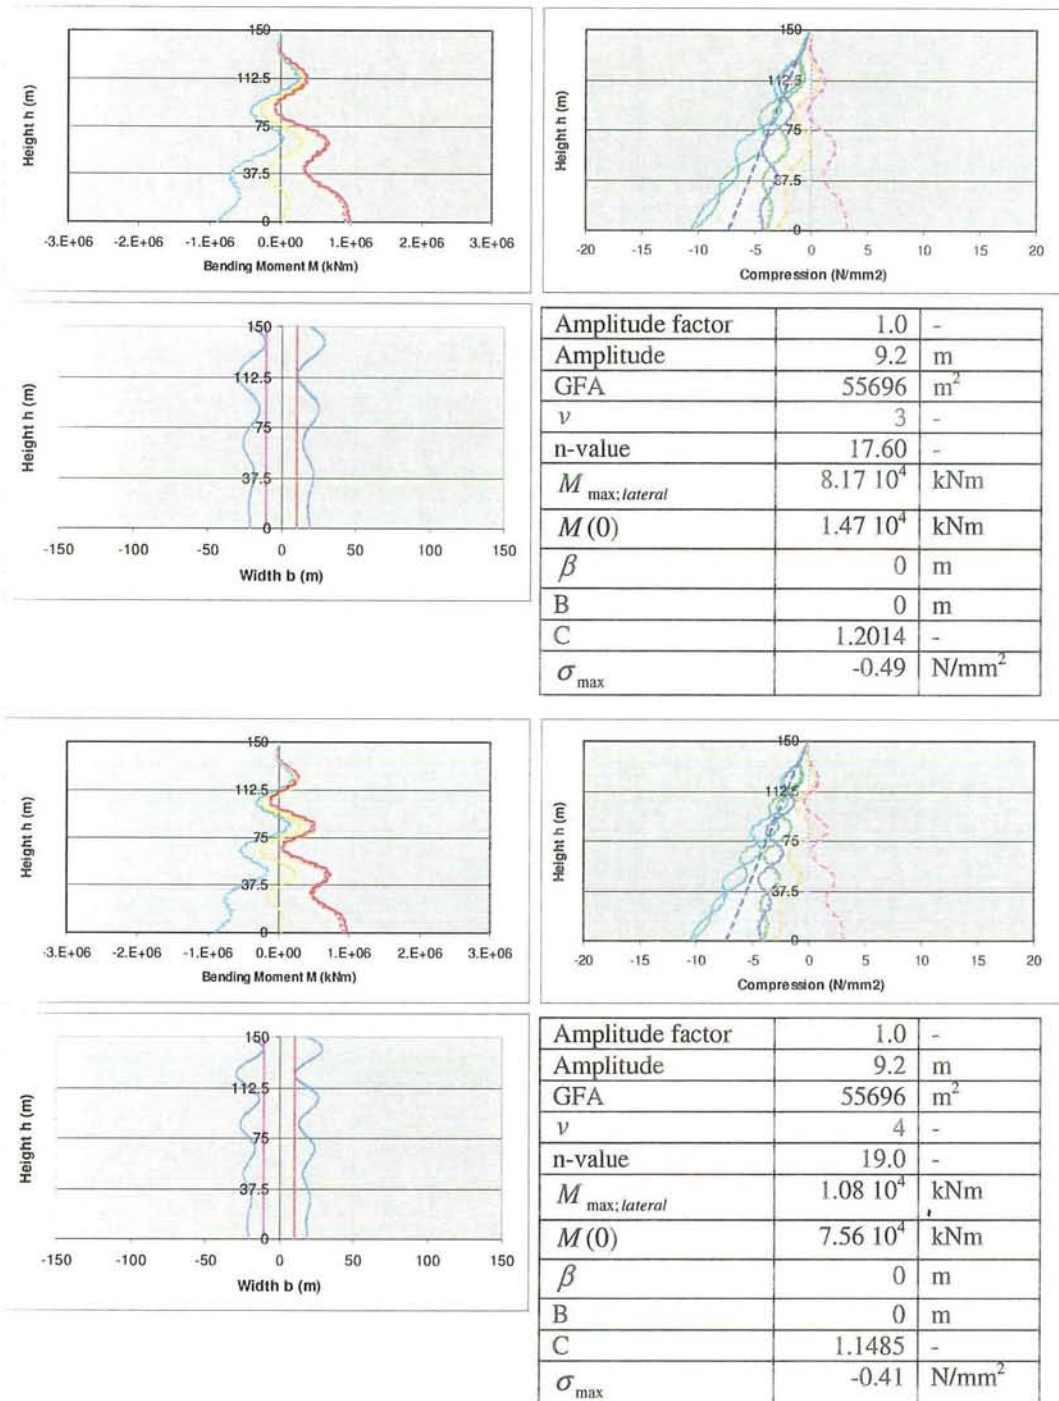 Height h (m)
150
112.5
75
37.5
0
-3.E+06 -2.E+06 -1.E+06 0.E+00 1.E+06 2.E+06 3.E+06
Bending Moment M (kNm)
Height h (m)
150
112.5
75
37.5
0
-20 -15 -10 -5 0 5 10 15 20
Compression (N/mm2)
Height h (m)
150
112.5
75
37.5
0
-150 -100 -50 0 50 100 150
Width b (m)
Amplitude factor 1.0 -
Amplitude 9.2 m
GFA 55696 m²
ν 3 -
n-value 17.60 -
M max; lateral 8.17 10⁴ kNm
M(0) 1.47 10⁴ kNm
β 0 m
B 0 m
C 1.2014 -
σ max -0.49 N/mm²
Height h (m)
150
112.5
75
37.5
0
-3.E+06 -2.E+06 -1.E+06 0.E+00 1.E+06 2.E+06 3.E+06
Bending Moment M (kNm)
Height h (m)
150
112.5
75
37.5
0
-20 -15 -10 -5 0 5 10 15 20
Compression (N/mm2)
Height h (m)
150
112.5
75
37.5
0
-150 -100 -50 0 50 100 150
Width b (m)
Amplitude factor 1.0 -
Amplitude 9.2 m
GFA 55696 m²
ν 4 -
n-value 19.0 -
M max; lateral 1.08 10⁴ kNm
M(0) 7.56 10⁴ kNm
β 0 m
B 0 m
C 1.1485 -
σ max -0.41 N/mm²